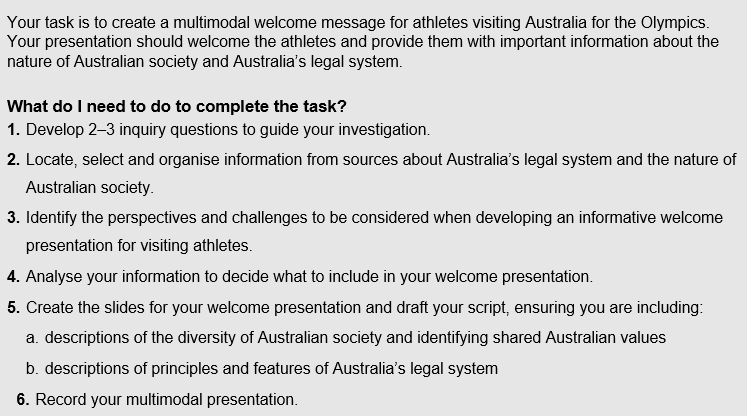 Your task is to create a multimodal welcome message for athletes visiting Australia for the Olympics.
Your presentation should welcome the athletes and provide them with important information about the
nature of Australian society and Australia's legal system.
What do I need to do to complete the task?
1. Develop 2–3 inquiry questions to guide your investigation.
2. Locate, select and organise information from sources about Australia's legal system and the nature of
Australian society.
3. Identify the perspectives and challenges to be considered when developing an informative welcome
presentation for visiting athletes.
4. Analyse your information to decide what to include in your welcome presentation.
5. Create the slides for your welcome presentation and draft your script, ensuring you are including:
a. descriptions of the diversity of Australian society and identifying shared Australian values
b. descriptions of principles and features of Australia's legal system
6. Record your multimodal presentation.